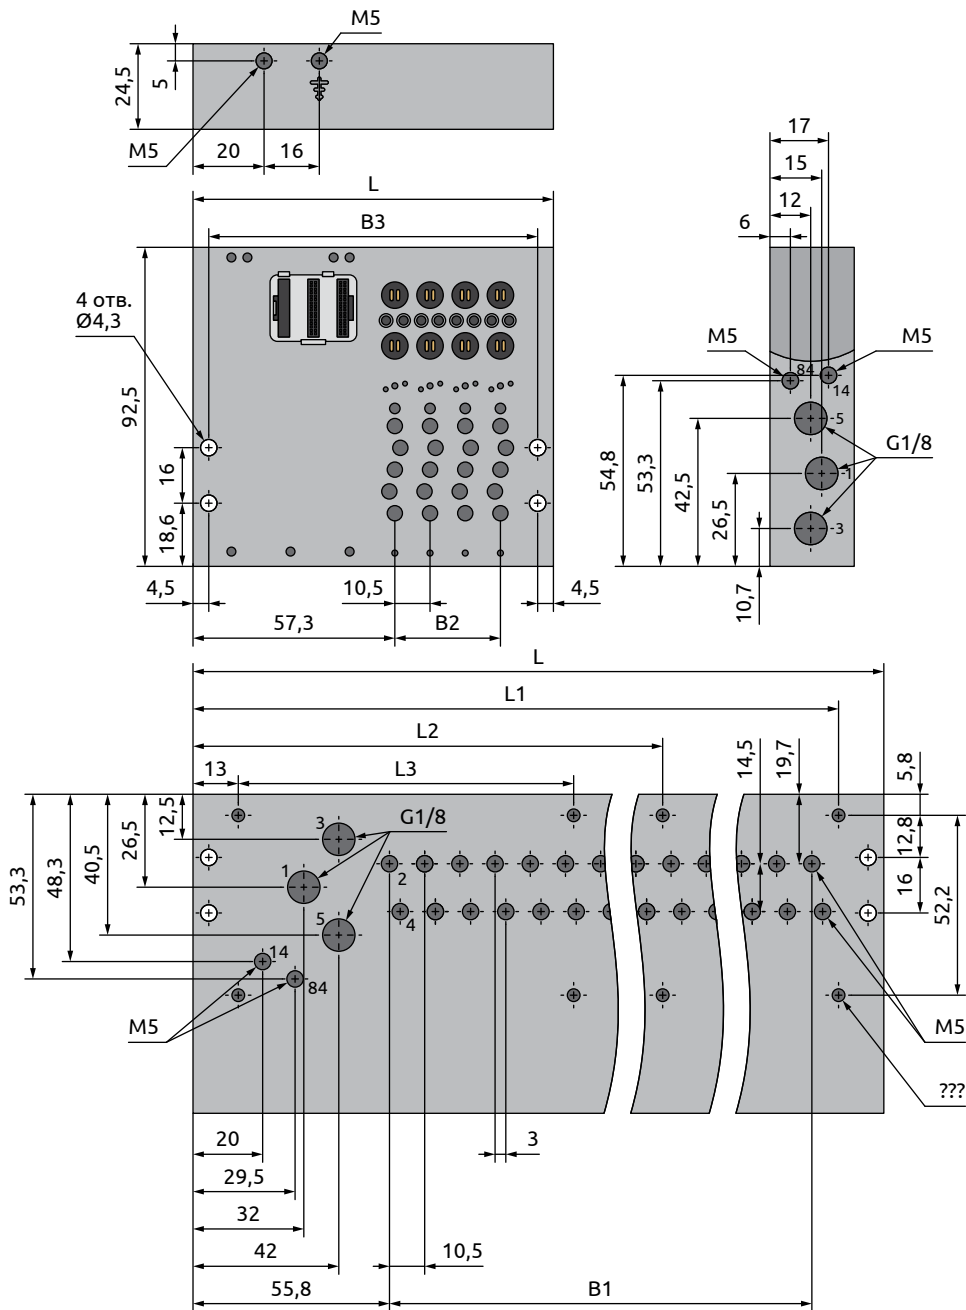 M5
24,5
5
M5
20
16
17
15
12
6
L
B3
4 отв.
Ø4,3
92,5
16
18,6
4,5
10,5
4,5
57,3
B2
M5
M5
84
14
5
G1/8
1
3
54,8
53,3
42,5
26,5
10,7
L
L1
L2
13
L3
14,5
19,7
5,8
12,8
16
52,2
12,5
26,5
40,5
48,3
53,3
3
G1/8
1
2
5
4
14
84
M5
M5
???
20
3
29,5
32
42
10,5
55,8
B1